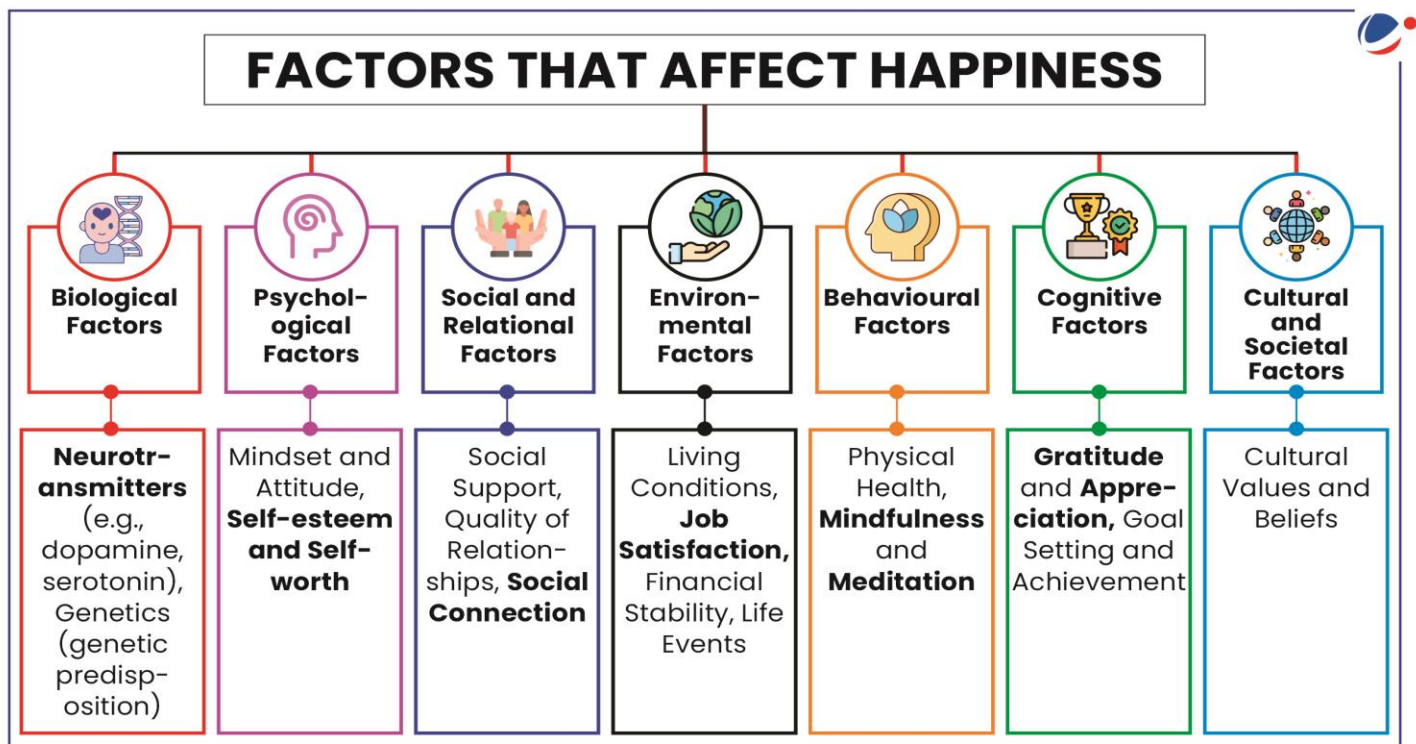 FACTORS THAT AFFECT HAPPINESS
Biological
Factors
Psychol-
ogical
Factors
Social and
Relational
Factors
Environ-
mental
Factors
Behavioural
Factors
Cognitive
Factors
Cultural
and
Societal
Factors
Neurotr-
ansmitters
(e.g.,
dopamine,
serotonin),
Genetics
(genetic
predisp-
osition)
Mindset and
Attitude,
Self-esteem
and Self-
worth
Social
Support,
Quality of
Relation-
ships, Social
Connection
Living
Conditions,
Job
Satisfaction,
Financial
Stability, Life
Events
Physical
Health,
Mindfulness
and
Meditation
Gratitude
and Appre-
ciation, Goal
Setting and
Achievement
Cultural
Values and
Beliefs